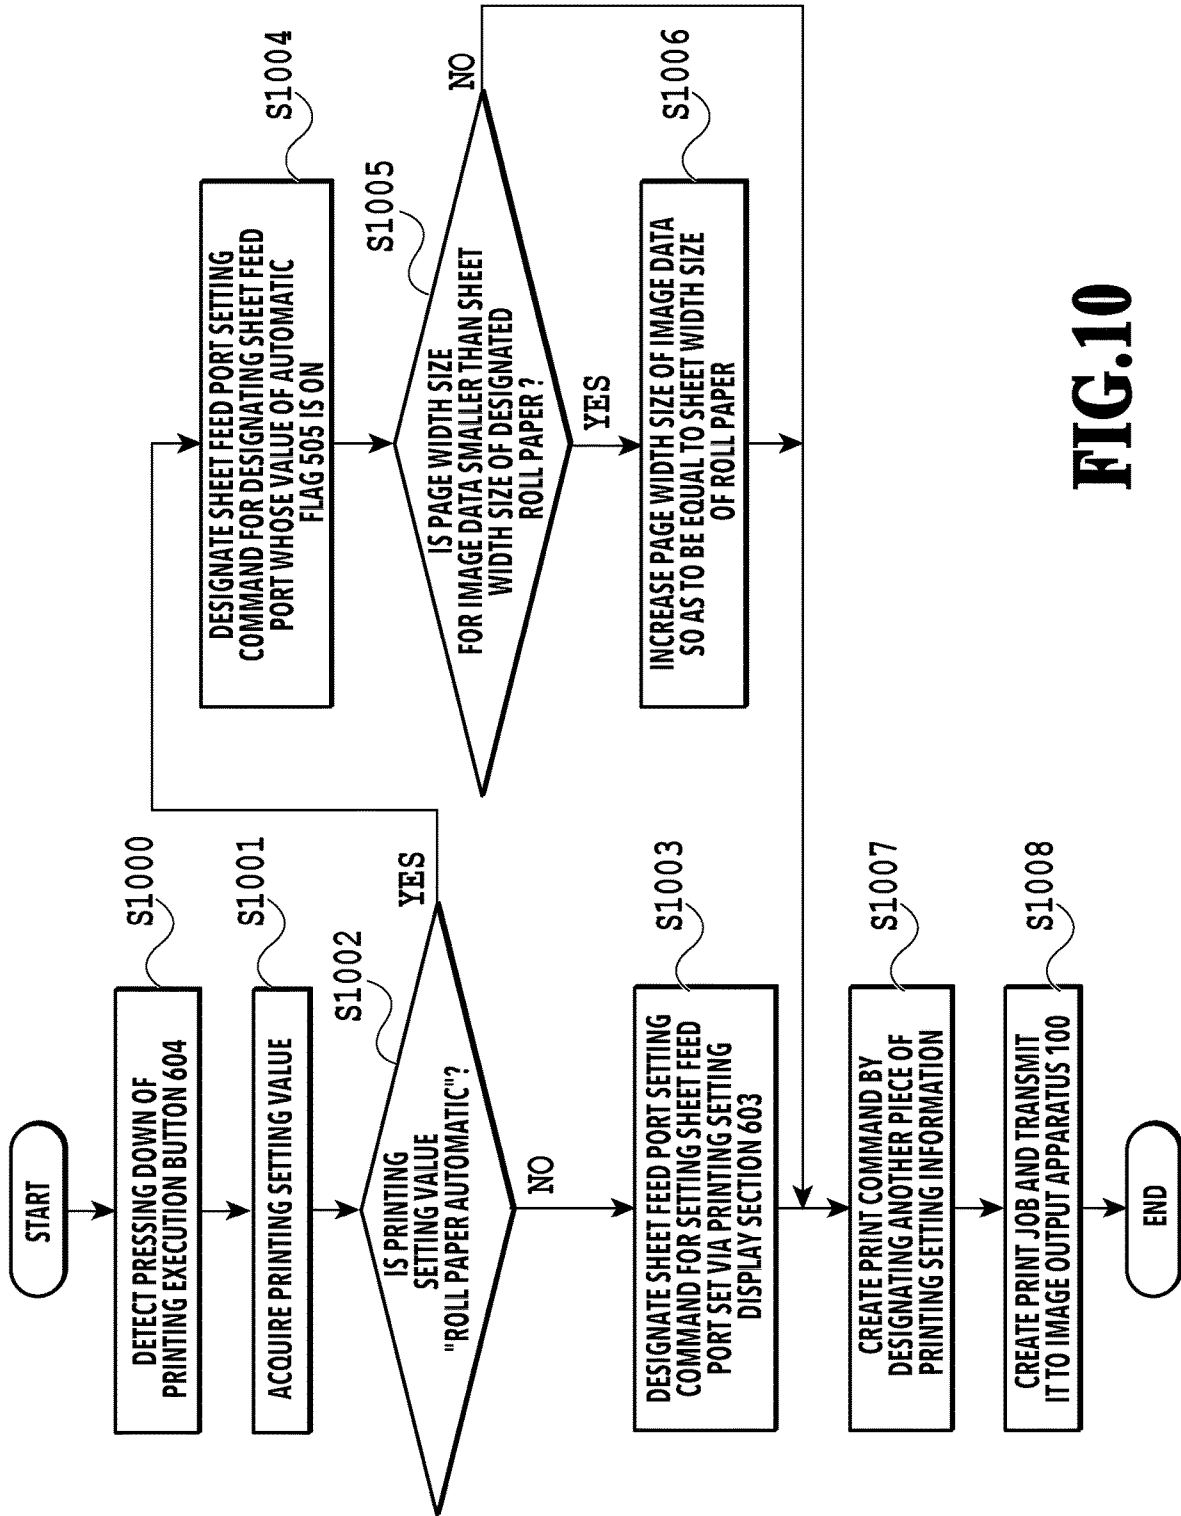 START
S1000
DETECT PRESSING DOWN OF
PRINTING EXECUTION BUTTON 604
S1001
ACQUIRE PRINTING SETTING VALUE
S1002
IS PRINTING
SETTING VALUE
"ROLL PAPER AUTOMATIC"?
YES
NO
S1003
DESIGNATE SHEET FEED PORT SETTING
COMMAND FOR SETTING SHEET FEED
PORT SET VIA PRINTING SETTING
DISPLAY SECTION 603
S1004
DESIGNATE SHEET FEED PORT SETTING
COMMAND FOR DESIGNATING SHEET FEED
PORT WHOSE VALUE OF AUTOMATIC
FLAG 505 IS ON
S1005
IS PAGE WIDTH SIZE
FOR IMAGE DATA SMALLER THAN SHEET
WIDTH SIZE OF DESIGNATED
ROLL PAPER?
NO
YES
S1006
INCREASE PAGE WIDTH SIZE OF IMAGE DATA
SO AS TO BE EQUAL TO SHEET WIDTH SIZE
OF ROLL PAPER
S1007
CREATE PRINT COMMAND BY
DESIGNATING ANOTHER PIECE OF
PRINTING SETTING INFORMATION
S1008
CREATE PRINT JOB AND TRANSMIT
IT TO IMAGE OUTPUT APPARATUS 100
END
FIG.10